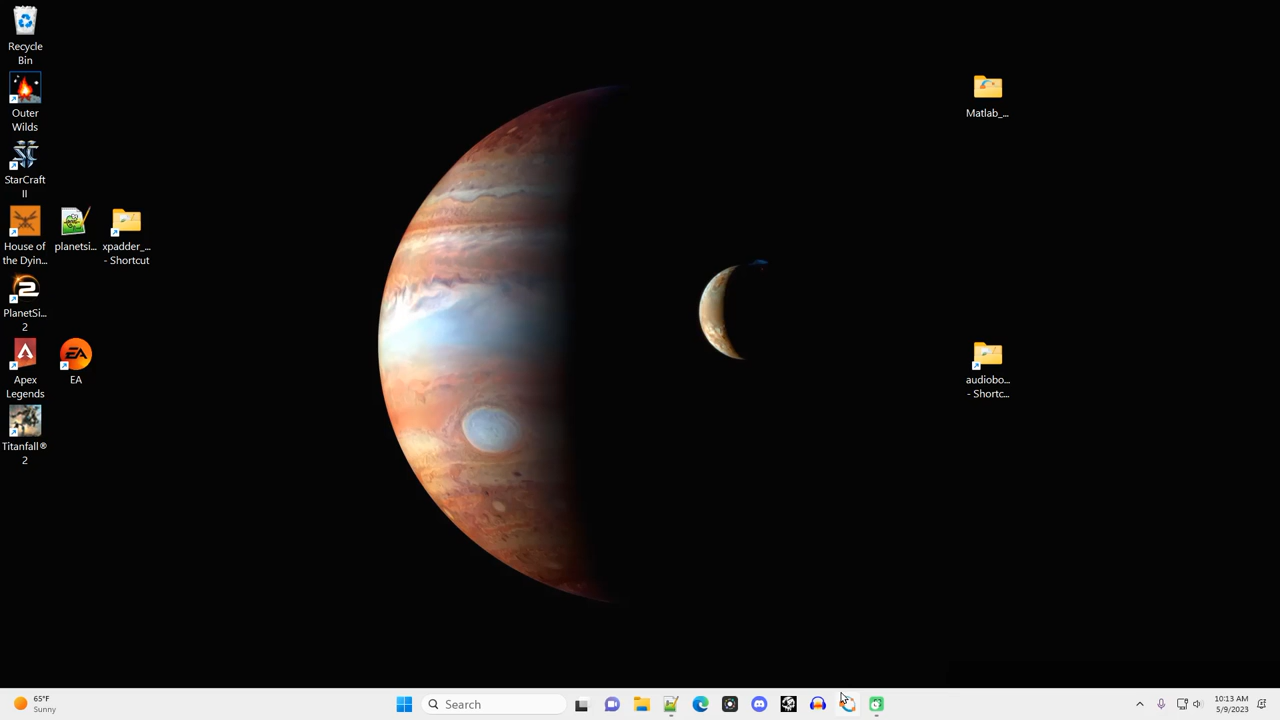 Recycle
Bin
Outer
Wilds
StarCraft
II
House of
the Dyin...
planetsi...
xpadder_...
- Shortcut
PlanetSi...
2
Apex
Legends
EA
Titanfall®
2
Matlab_...
audiobo...
- Shortc...
65°F
Sunny
Search
10:13 AM
5/9/2023